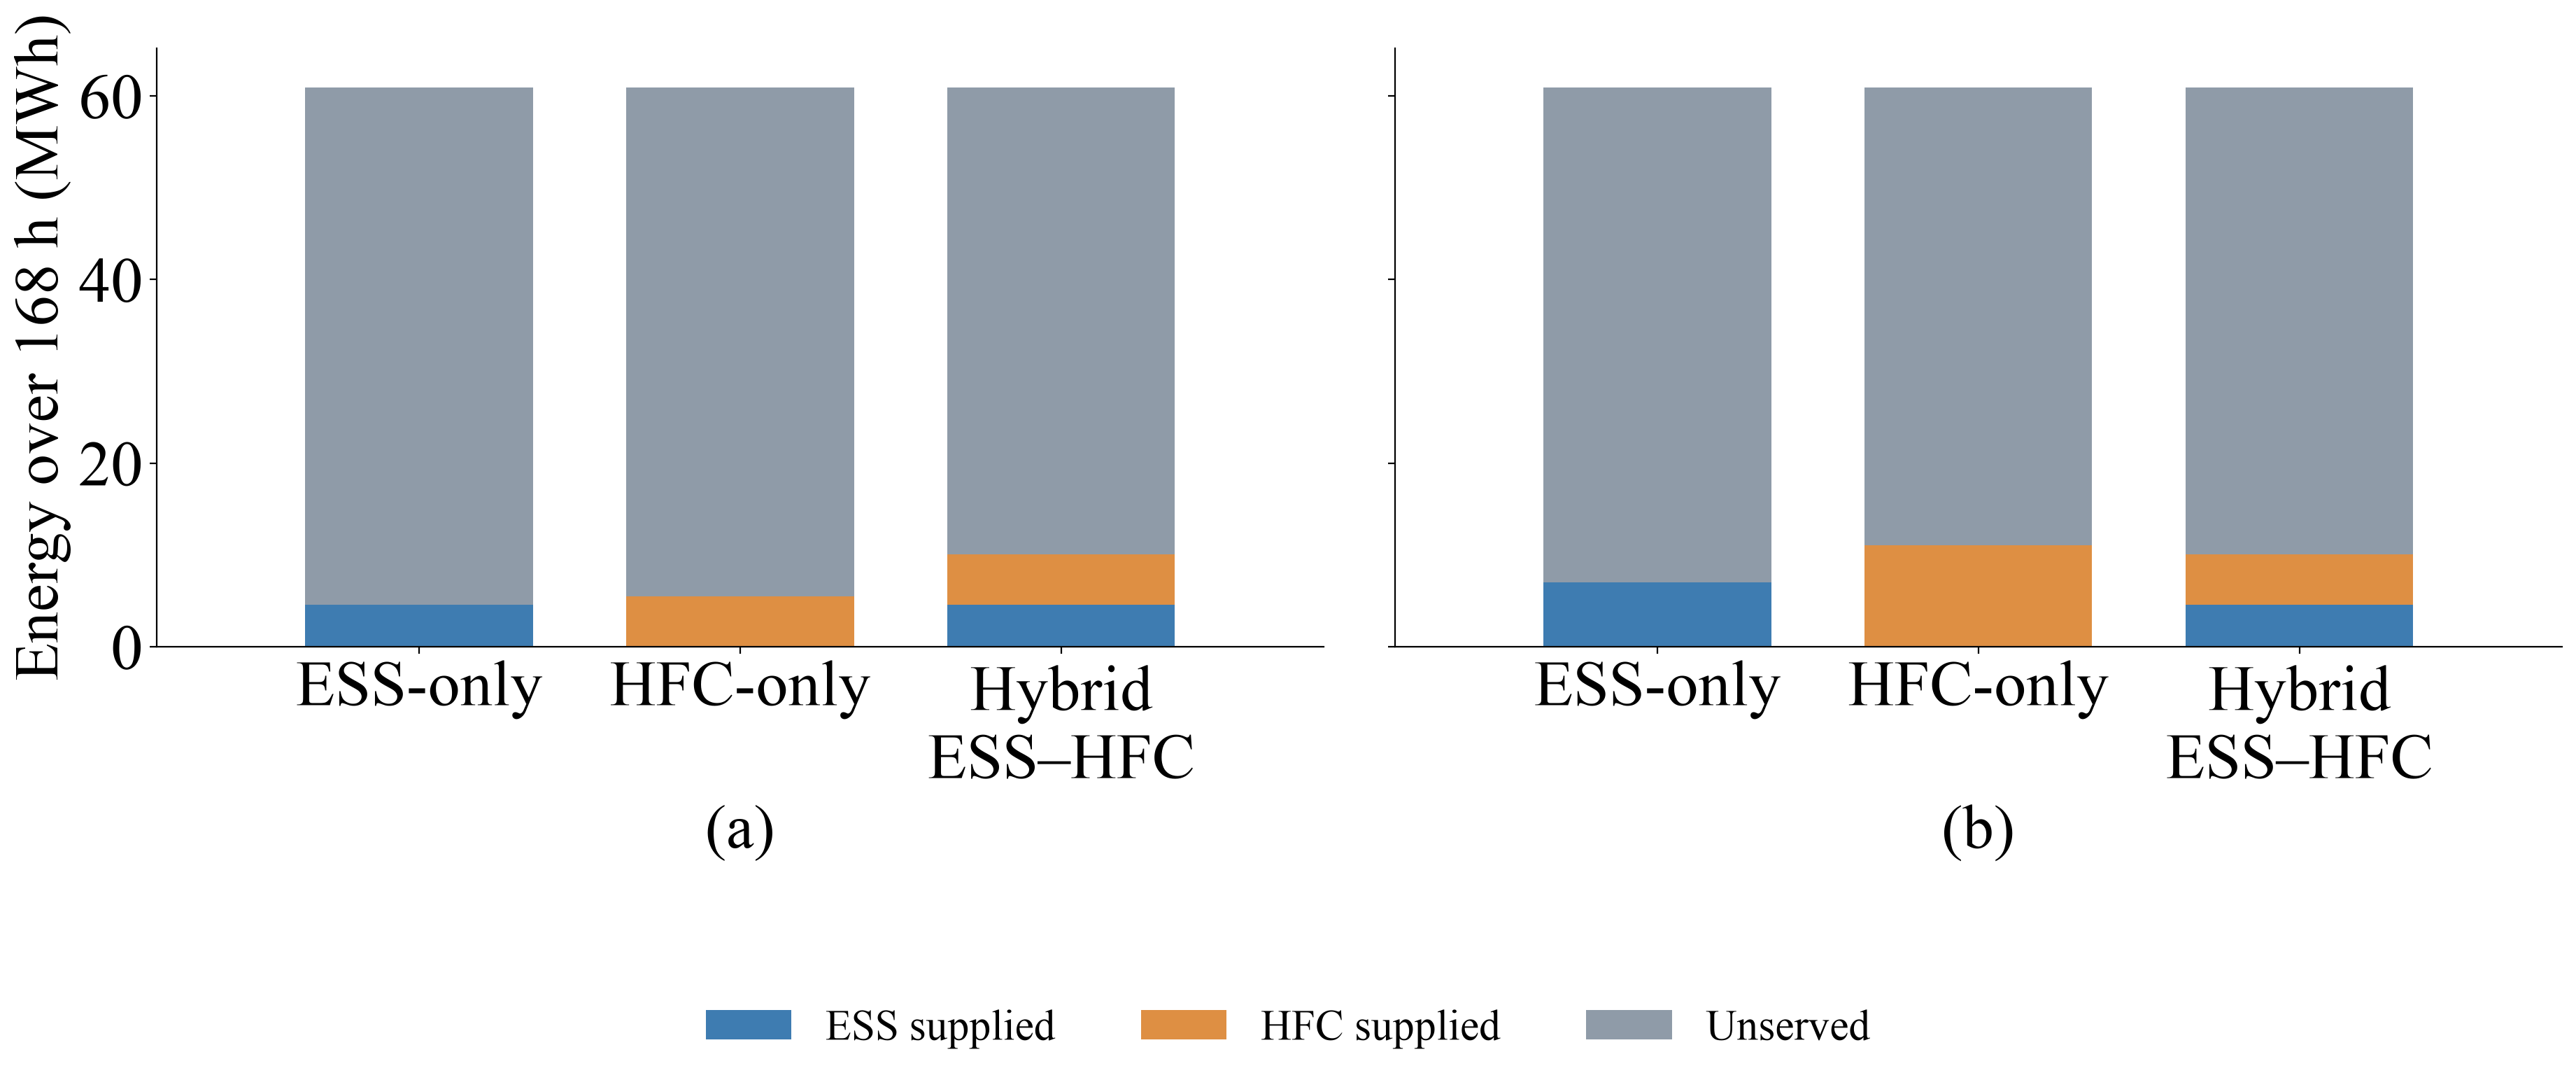 Energy over 168 h (MWh)
60
40
20
0
ESS-only
HFC-only
Hybrid
ESS–HFC
(a)
ESS-only
HFC-only
Hybrid
ESS–HFC
(b)
ESS supplied
HFC supplied
Unserved